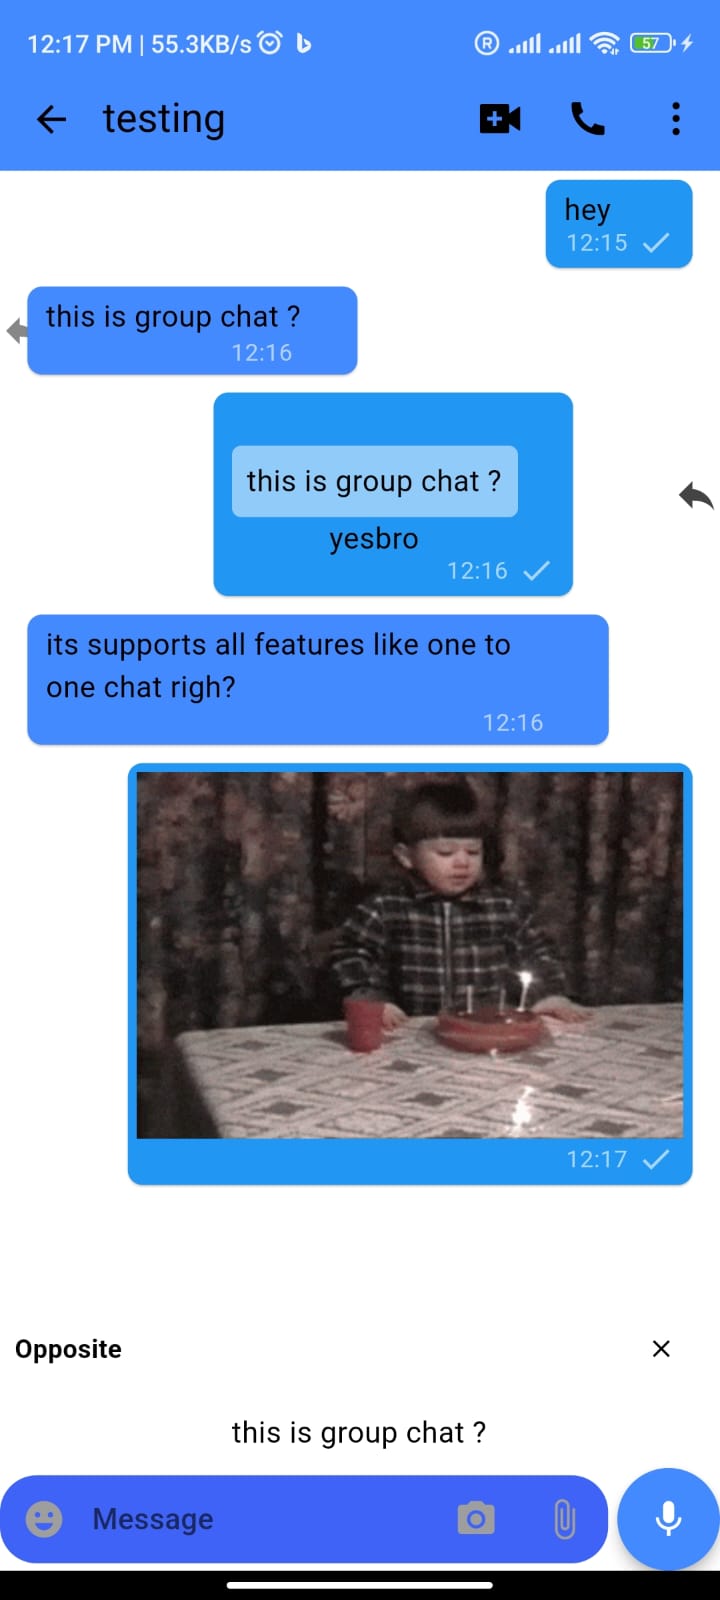 12:17 PM | 55.3KB/s
R
57
testing
hey
12:15
this is group chat ?
12:16
this is group chat ?
yesbro
12:16
its supports all features like one to
one chat righ?
12:16
12:17
Opposite
this is group chat ?
Message